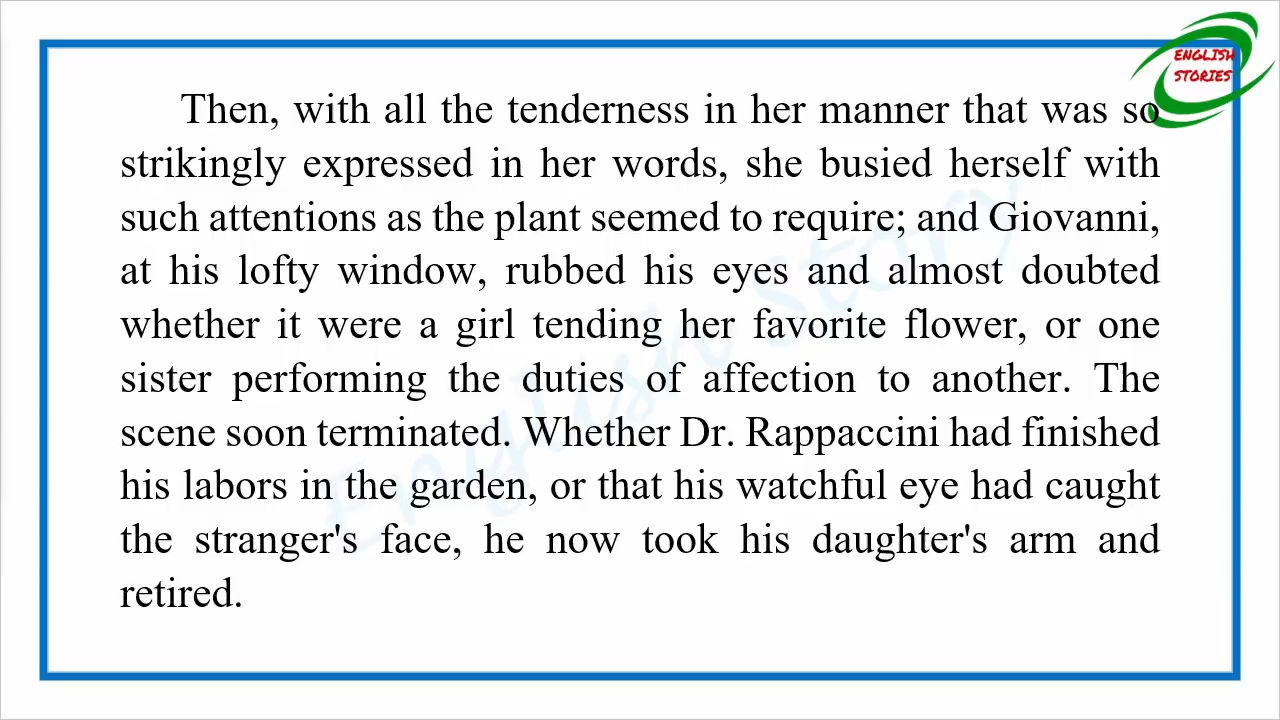 ENGLISH
STORIES
Then, with all the tenderness in her manner that was so
strikingly expressed in her words, she busied herself with
such attentions as the plant seemed to require; and Giovanni,
at his lofty window, rubbed his eyes and almost doubted
whether it were a girl tending her favorite flower, or one
sister performing the duties of affection to another. The
scene soon terminated. Whether Dr. Rappaccini had finished
his labors in the garden, or that his watchful eye had caught
the stranger's face, he now took his daughter's arm and
retired.
English Story